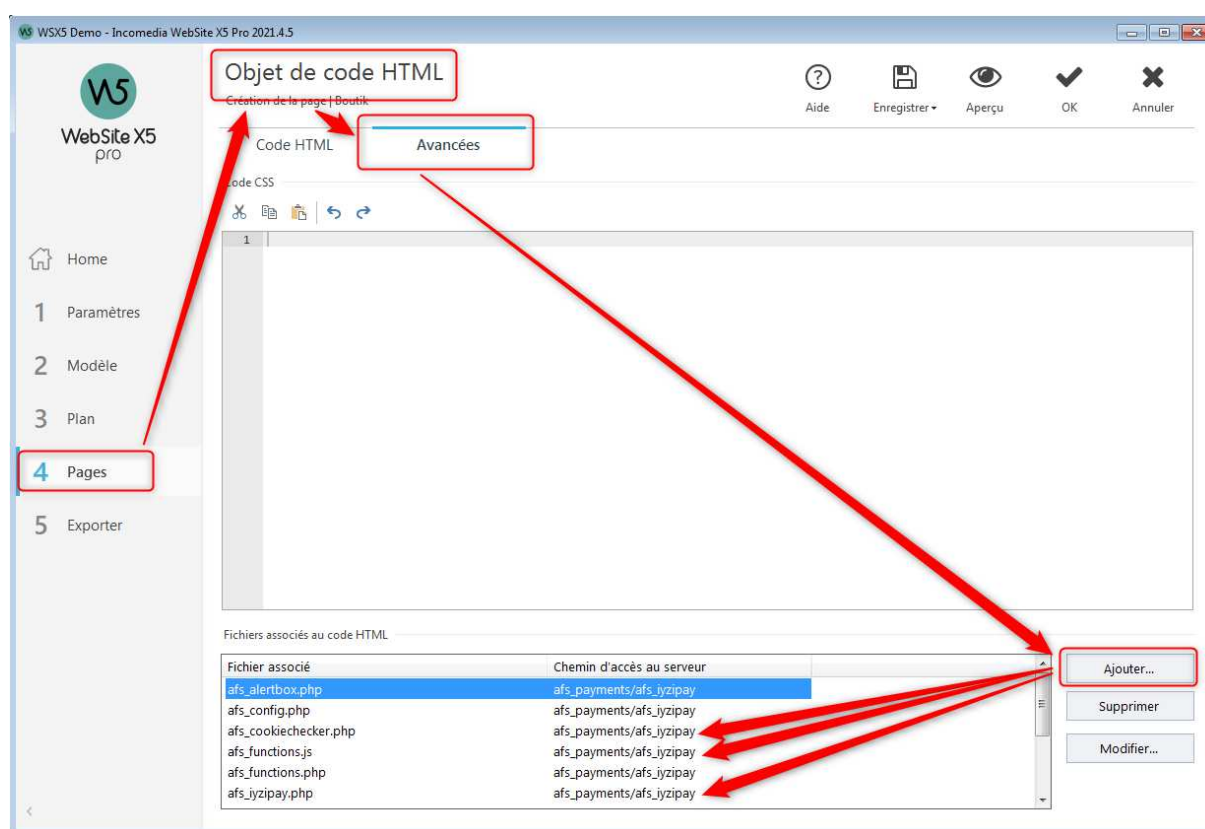 WSX5 Demo - Incomedia WebSite X5 Pro 2021.4.5
WebSite X5
pro
Objet de code HTML
Création de la page | Boutik
Aide
Enregistrer
Aperçu
OK
Annuler
Code HTML
Avancées
Code CSS
1
Home
1 Paramètres
2 Modèle
3 Plan
4 Pages
5 Exporter
Fichiers associés au code HTML
Fichier associé Chemin d'accès au serveur
afs_alertbox.php afs_payments/afs_iyzipay
afs_config.php afs_payments/afs_iyzipay
afs_cookiechecker.php afs_payments/afs_iyzipay
afs_functions.js afs_payments/afs_iyzipay
afs_functions.php afs_payments/afs_iyzipay
afs_iyzipay.php afs_payments/afs_iyzipay
Ajouter...
Supprimer
Modifier...